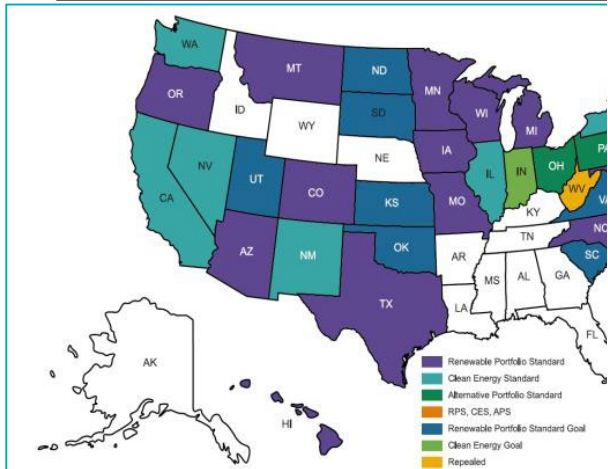 WA
MT
ND
MN
OR
ID
SD
WI
MI
WY
IA
NE
PA
NV
IL
IN
OH
UT
CO
WV
VA
CA
KS
MO
KY
NC
TN
AZ
NM
OK
AR
SC
MS
AL
GA
TX
LA
FL
AK
HI
Renewable Portfolio Standard
Clean Energy Standard
Alternative Portfolio Standard
RPS, CES, APS
Renewable Portfolio Standard Goal
Clean Energy Goal
Repealed